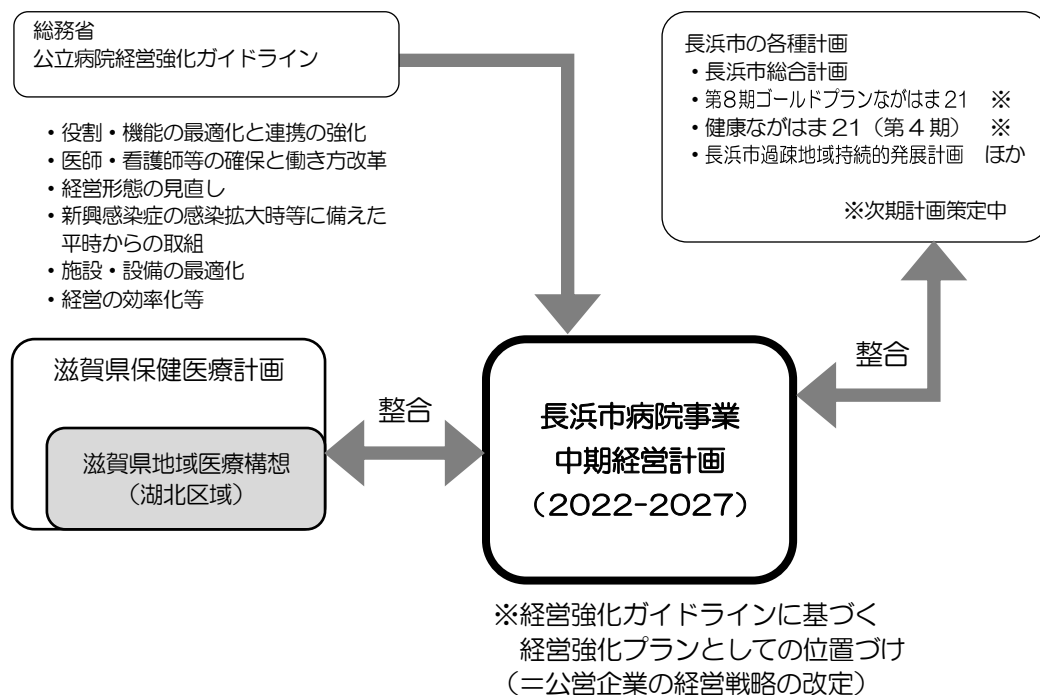 総務省
公立病院経営強化ガイドライン
・役割・機能の最適化と連携の強化
・医師・看護師等の確保と働き方改革
・経営形態の見直し
・新興感染症の感染拡大時等に備えた
平時からの取組
・施設・設備の最適化
・経営の効率化等
長浜市の各種計画
・長浜市総合計画
・第8期ゴールドプランながはま21 ※
・健康ながはま21（第4期） ※
・長浜市過疎地域持続的発展計画 ほか
※次期計画策定中
滋賀県保健医療計画
滋賀県地域医療構想
（湖北区域）
整合
長浜市病院事業
中期経営計画
（2022-2027）
整合
※経営強化ガイドラインに基づく
経営強化プランとしての位置づけ
（＝公営企業の経営戦略の改定）